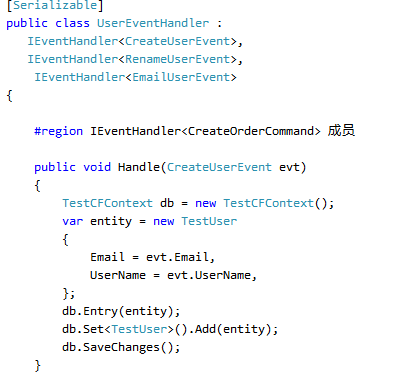 [Serializable]
public class UserEventHandler :
IEventHandler<CreateUserEvent>,
IEventHandler<RenameUserEvent>,
IEventHandler<EmailUserEvent>
{
#region IEventHandler<CreateOrderCommand> 成员
public void Handle(CreateUserEvent evt)
{
TestCFContext db = new TestCFContext();
var entity = new TestUser
{
Email = evt.Email,
UserName = evt.UserName,
};
db.Entry(entity);
db.Set<TestUser>().Add(entity);
db.SaveChanges();
}